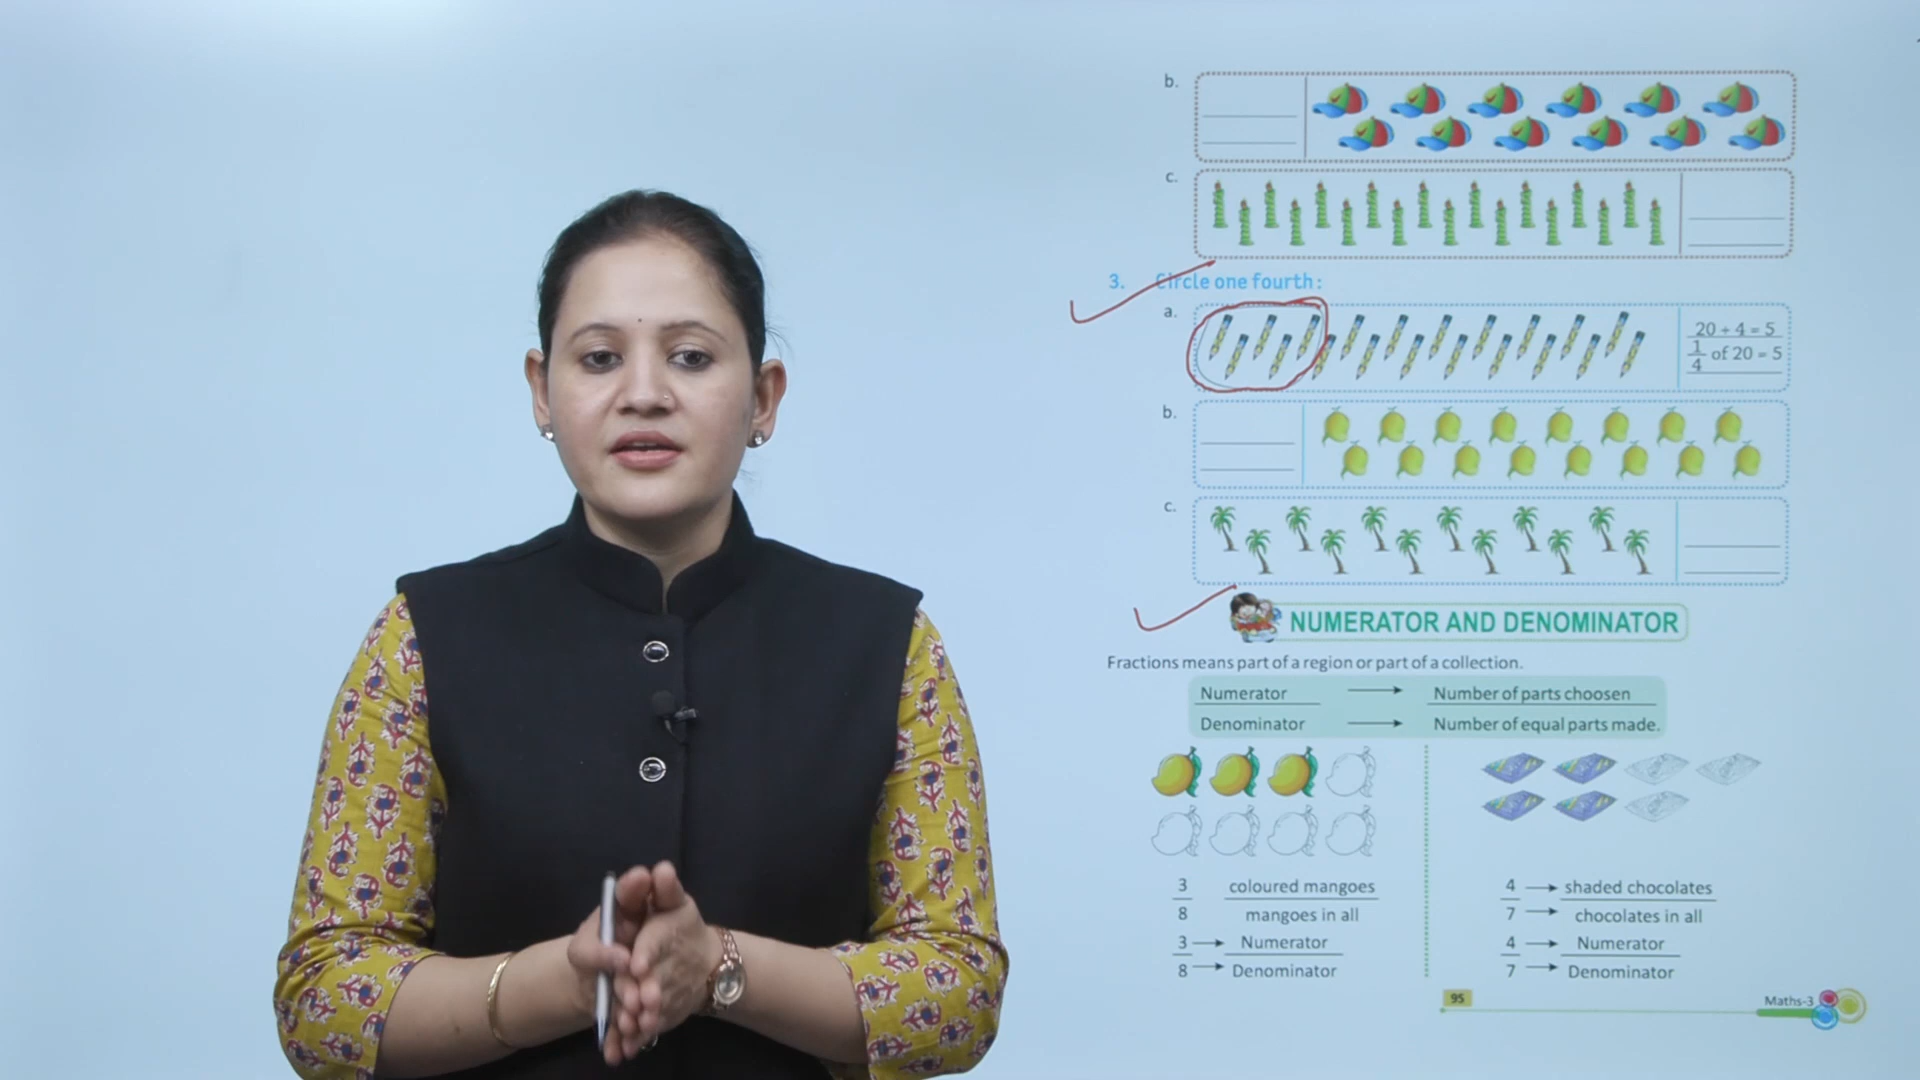 b.
c.
3. Circle one fourth:
a.
20 ÷ 4 = 5
1/4 of 20 = 5
b.
c.
NUMERATOR AND DENOMINATOR
Fractions means part of a region or part of a collection.
Numerator → Number of parts choosen
Denominator → Number of equal parts made.
3 coloured mangoes
8 mangoes in all
3 → Numerator
8 → Denominator
4 → shaded chocolates
7 → chocolates in all
4 → Numerator
7 → Denominator
95
Maths-3